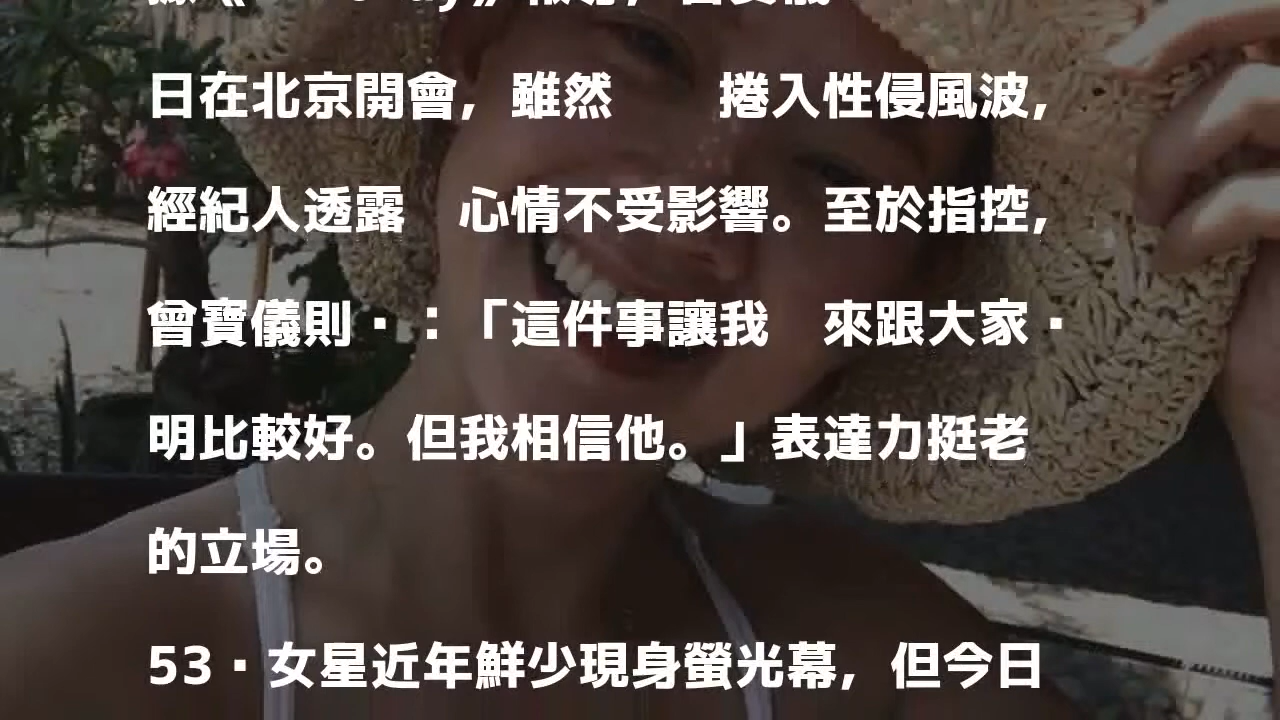 日在北京開會，雖然　　捲入性侵風波，
經紀人透露　心情不受影響。至於指控，
曾寶儀則·：「這件事讓我　來跟大家·
明比較好。但我相信他。」表達力挺老
的立場。
53·女星近年鮮少現身螢光幕，但今日